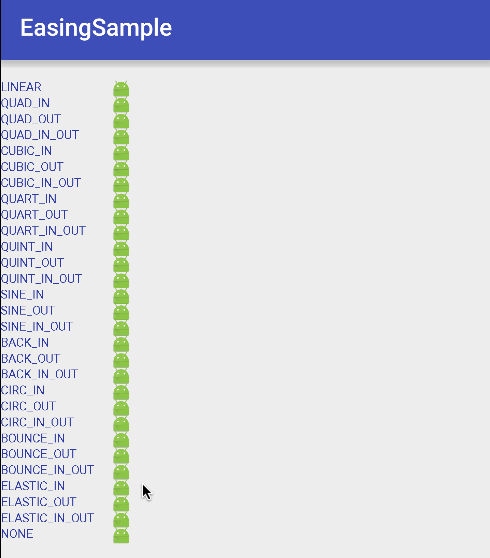 EasingSample
LINEAR
QUAD_IN
QUAD_OUT
QUAD_IN_OUT
CUBIC_IN
CUBIC_OUT
CUBIC_IN_OUT
QUART_IN
QUART_OUT
QUART_IN_OUT
QUINT_IN
QUINT_OUT
QUINT_IN_OUT
SINE_IN
SINE_OUT
SINE_IN_OUT
BACK_IN
BACK_OUT
BACK_IN_OUT
CIRC_IN
CIRC_OUT
CIRC_IN_OUT
BOUNCE_IN
BOUNCE_OUT
BOUNCE_IN_OUT
ELASTIC_IN
ELASTIC_OUT
ELASTIC_IN_OUT
NONE